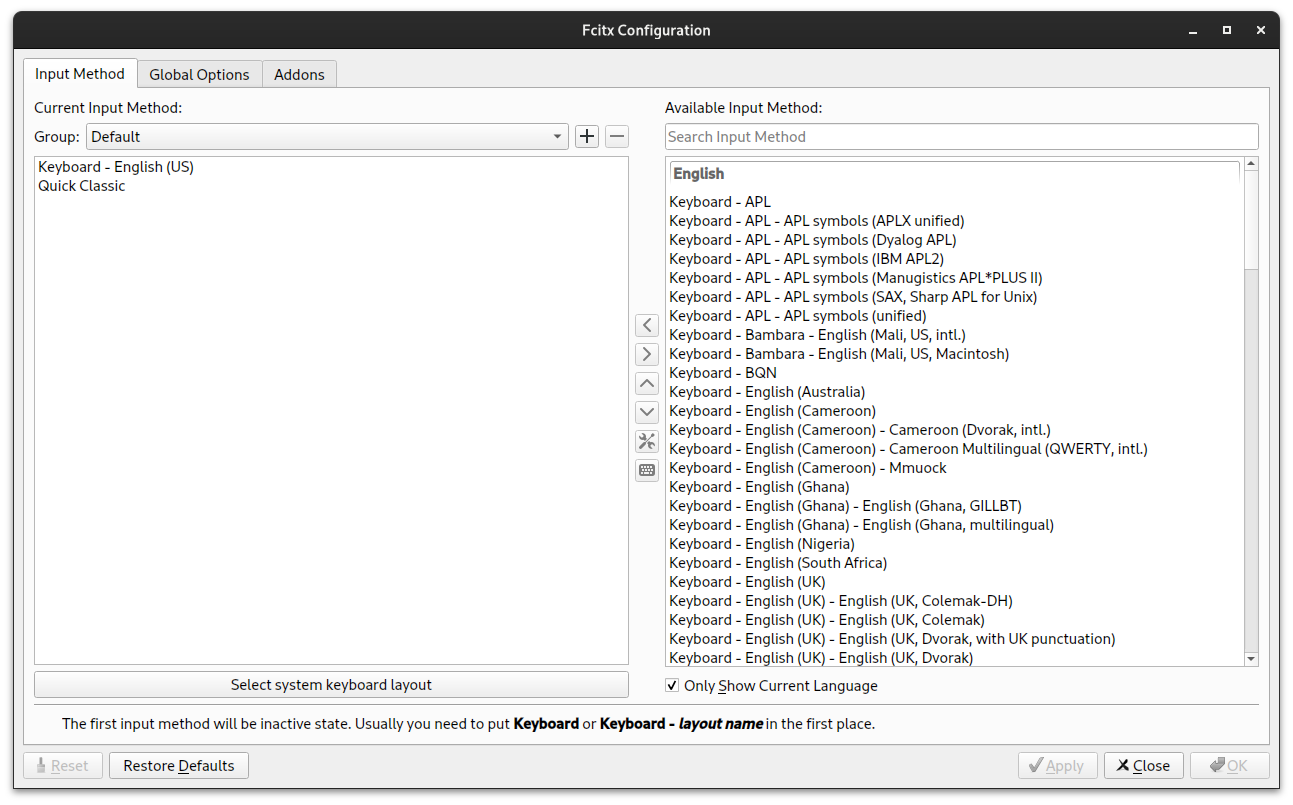 Fcitx Configuration
Input Method
Global Options
Addons
Current Input Method:
Group:
Default
Keyboard - English (US)
Quick Classic
Select system keyboard layout
Available Input Method:
Search Input Method
English
Keyboard - APL
Keyboard - APL - APL symbols (APLX unified)
Keyboard - APL - APL symbols (Dyalog APL)
Keyboard - APL - APL symbols (IBM APL2)
Keyboard - APL - APL symbols (Manugistics APL*PLUS II)
Keyboard - APL - APL symbols (SAX, Sharp APL for Unix)
Keyboard - APL - APL symbols (unified)
Keyboard - Bambara - English (Mali, US, intl.)
Keyboard - Bambara - English (Mali, US, Macintosh)
Keyboard - BQN
Keyboard - English (Australia)
Keyboard - English (Cameroon)
Keyboard - English (Cameroon) - Cameroon (Dvorak, intl.)
Keyboard - English (Cameroon) - Cameroon Multilingual (QWERTY, intl.)
Keyboard - English (Cameroon) - Mmuock
Keyboard - English (Ghana)
Keyboard - English (Ghana) - English (Ghana, GILLBT)
Keyboard - English (Ghana) - English (Ghana, multilingual)
Keyboard - English (Nigeria)
Keyboard - English (South Africa)
Keyboard - English (UK)
Keyboard - English (UK) - English (UK, Colemak-DH)
Keyboard - English (UK) - English (UK, Colemak)
Keyboard - English (UK) - English (UK, Dvorak, with UK punctuation)
Keyboard - English (UK) - English (UK, Dvorak)
Only Show Current Language
The first input method will be inactive state. Usually you need to put Keyboard or Keyboard - layout name in the first place.
Reset
Restore Defaults
Apply
Close
OK